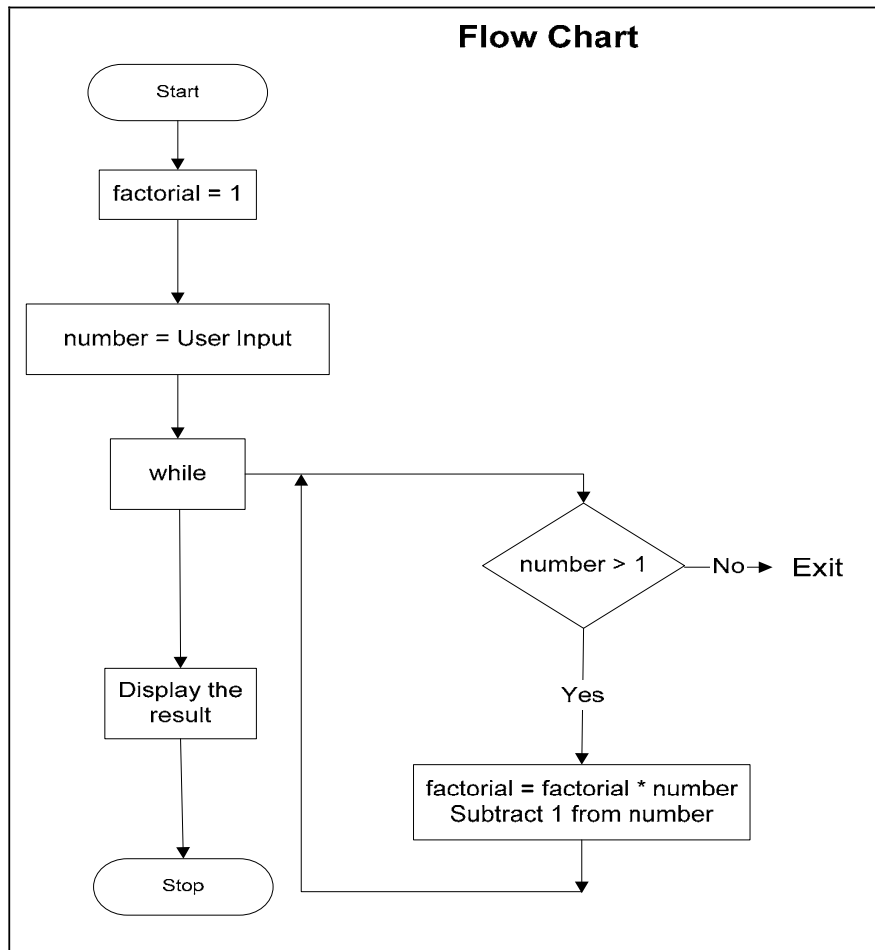 Flow Chart
Start
factorial = 1
number = User Input
while
number > 1
No
Exit
Yes
factorial = factorial * number
Subtract 1 from number
Display the
result
Stop